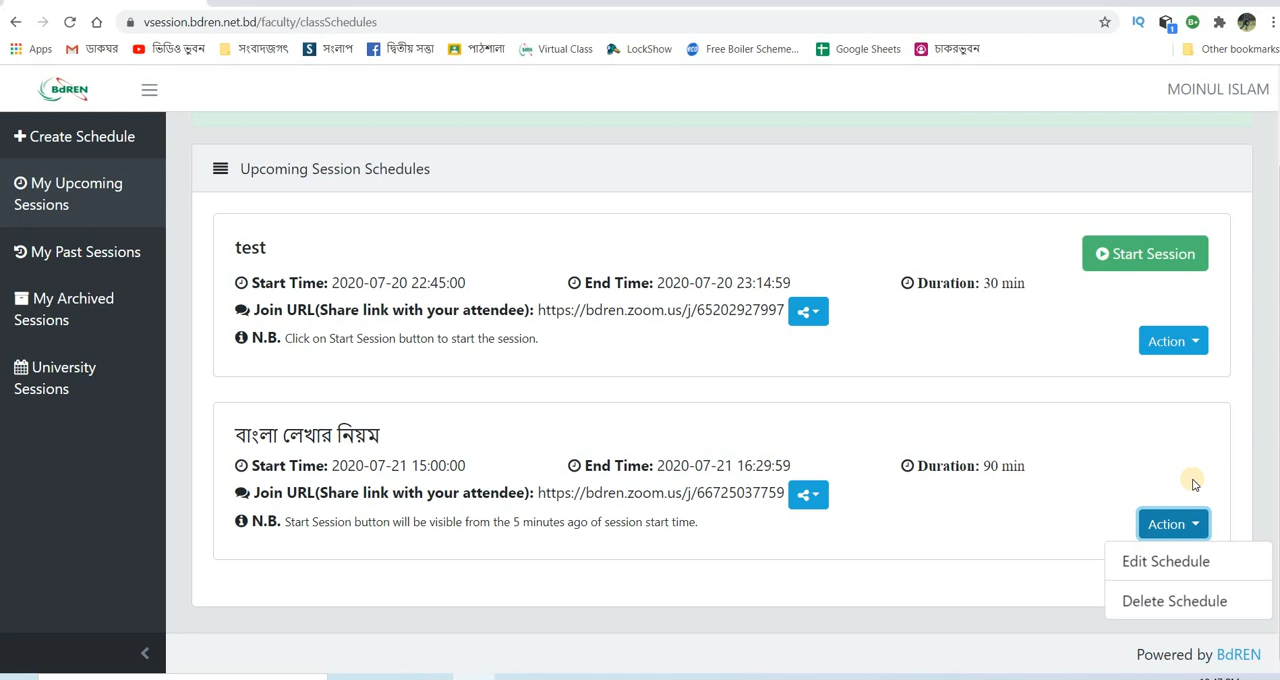 vsession.bdren.net.bd/faculty/classSchedules
Apps ডাকঘর ভিডিও ভুবন সংবাদজগৎ S সংলাপ দ্বিতীয় সত্তা পাঠশালা Virtual Class LockShow Free Boiler Scheme... Google Sheets চাকরভুবন Other bookmarks
BdREN MOINUL ISLAM
Create Schedule
My Upcoming
Sessions
My Past Sessions
My Archived
Sessions
University
Sessions
Upcoming Session Schedules
test
Start Session
Start Time: 2020-07-20 22:45:00 End Time: 2020-07-20 23:14:59 Duration: 30 min
Join URL(Share link with your attendee): https://bdren.zoom.us/j/65202927997
N.B. Click on Start Session button to start the session.
Action
বাংলা লেখার নিয়ম
Start Time: 2020-07-21 15:00:00 End Time: 2020-07-21 16:29:59 Duration: 90 min
Join URL(Share link with your attendee): https://bdren.zoom.us/j/66725037759
N.B. Start Session button will be visible from the 5 minutes ago of session start time.
Action
Edit Schedule
Delete Schedule
Powered by BdREN